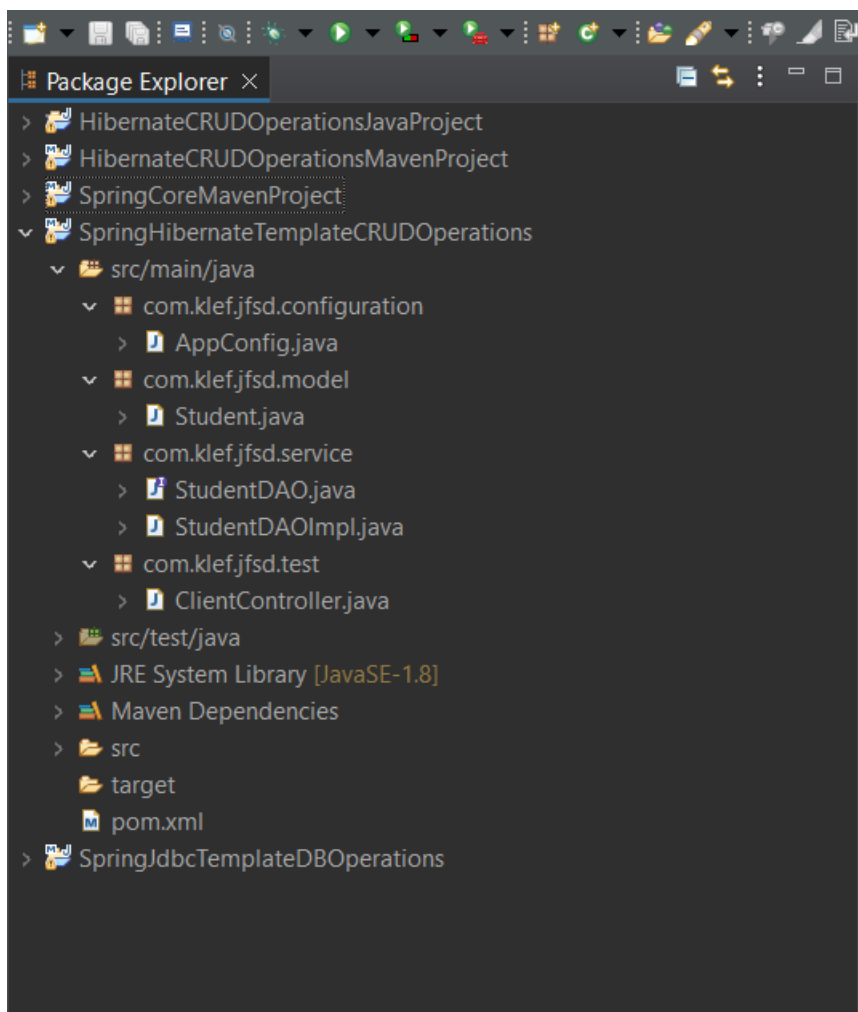 Package Explorer
HibernateCRUDOperationsJavaProject
HibernateCRUDOperationsMavenProject
SpringCoreMavenProject
SpringHibernateTemplateCRUDOperations
src/main/java
com.klef.jfsd.configuration
AppConfig.java
com.klef.jfsd.model
Student.java
com.klef.jfsd.service
StudentDAO.java
StudentDAOImpl.java
com.klef.jfsd.test
ClientController.java
src/test/java
JRE System Library [JavaSE-1.8]
Maven Dependencies
src
target
pom.xml
SpringJdbcTemplateDBOperations